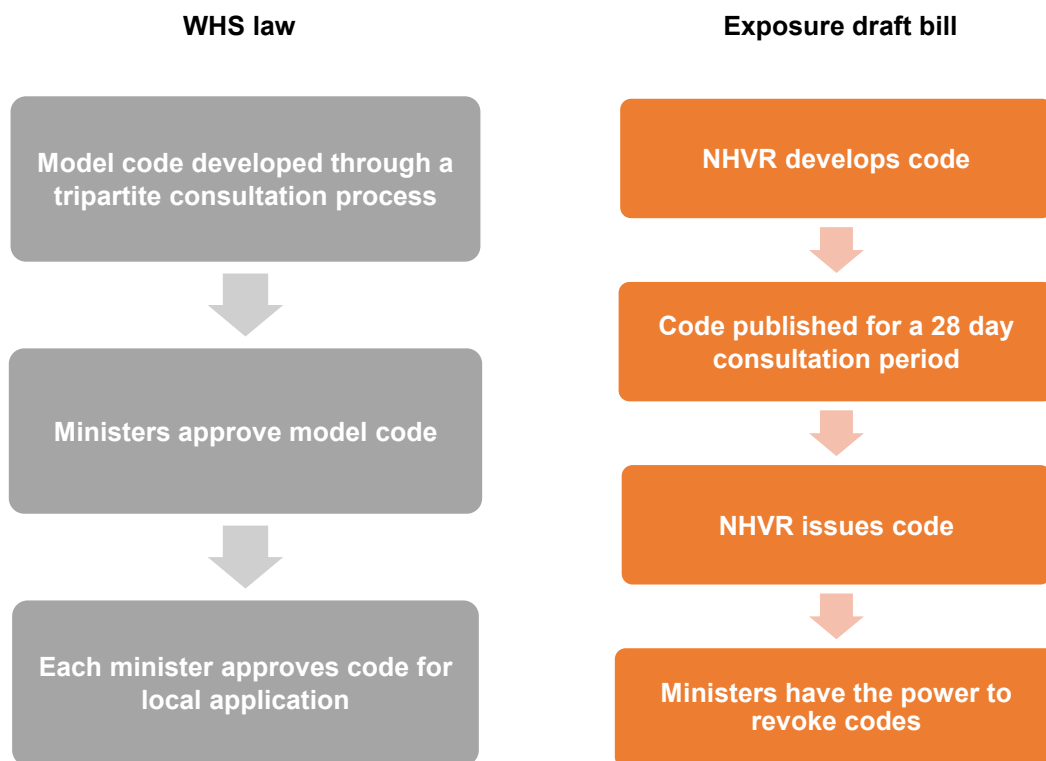 WHS law
Model code developed through a
tripartite consultation process
Ministers approve model code
Each minister approves code for
local application
Exposure draft bill
NHVR develops code
Code published for a 28 day
consultation period
NHVR issues code
Ministers have the power to
revoke codes